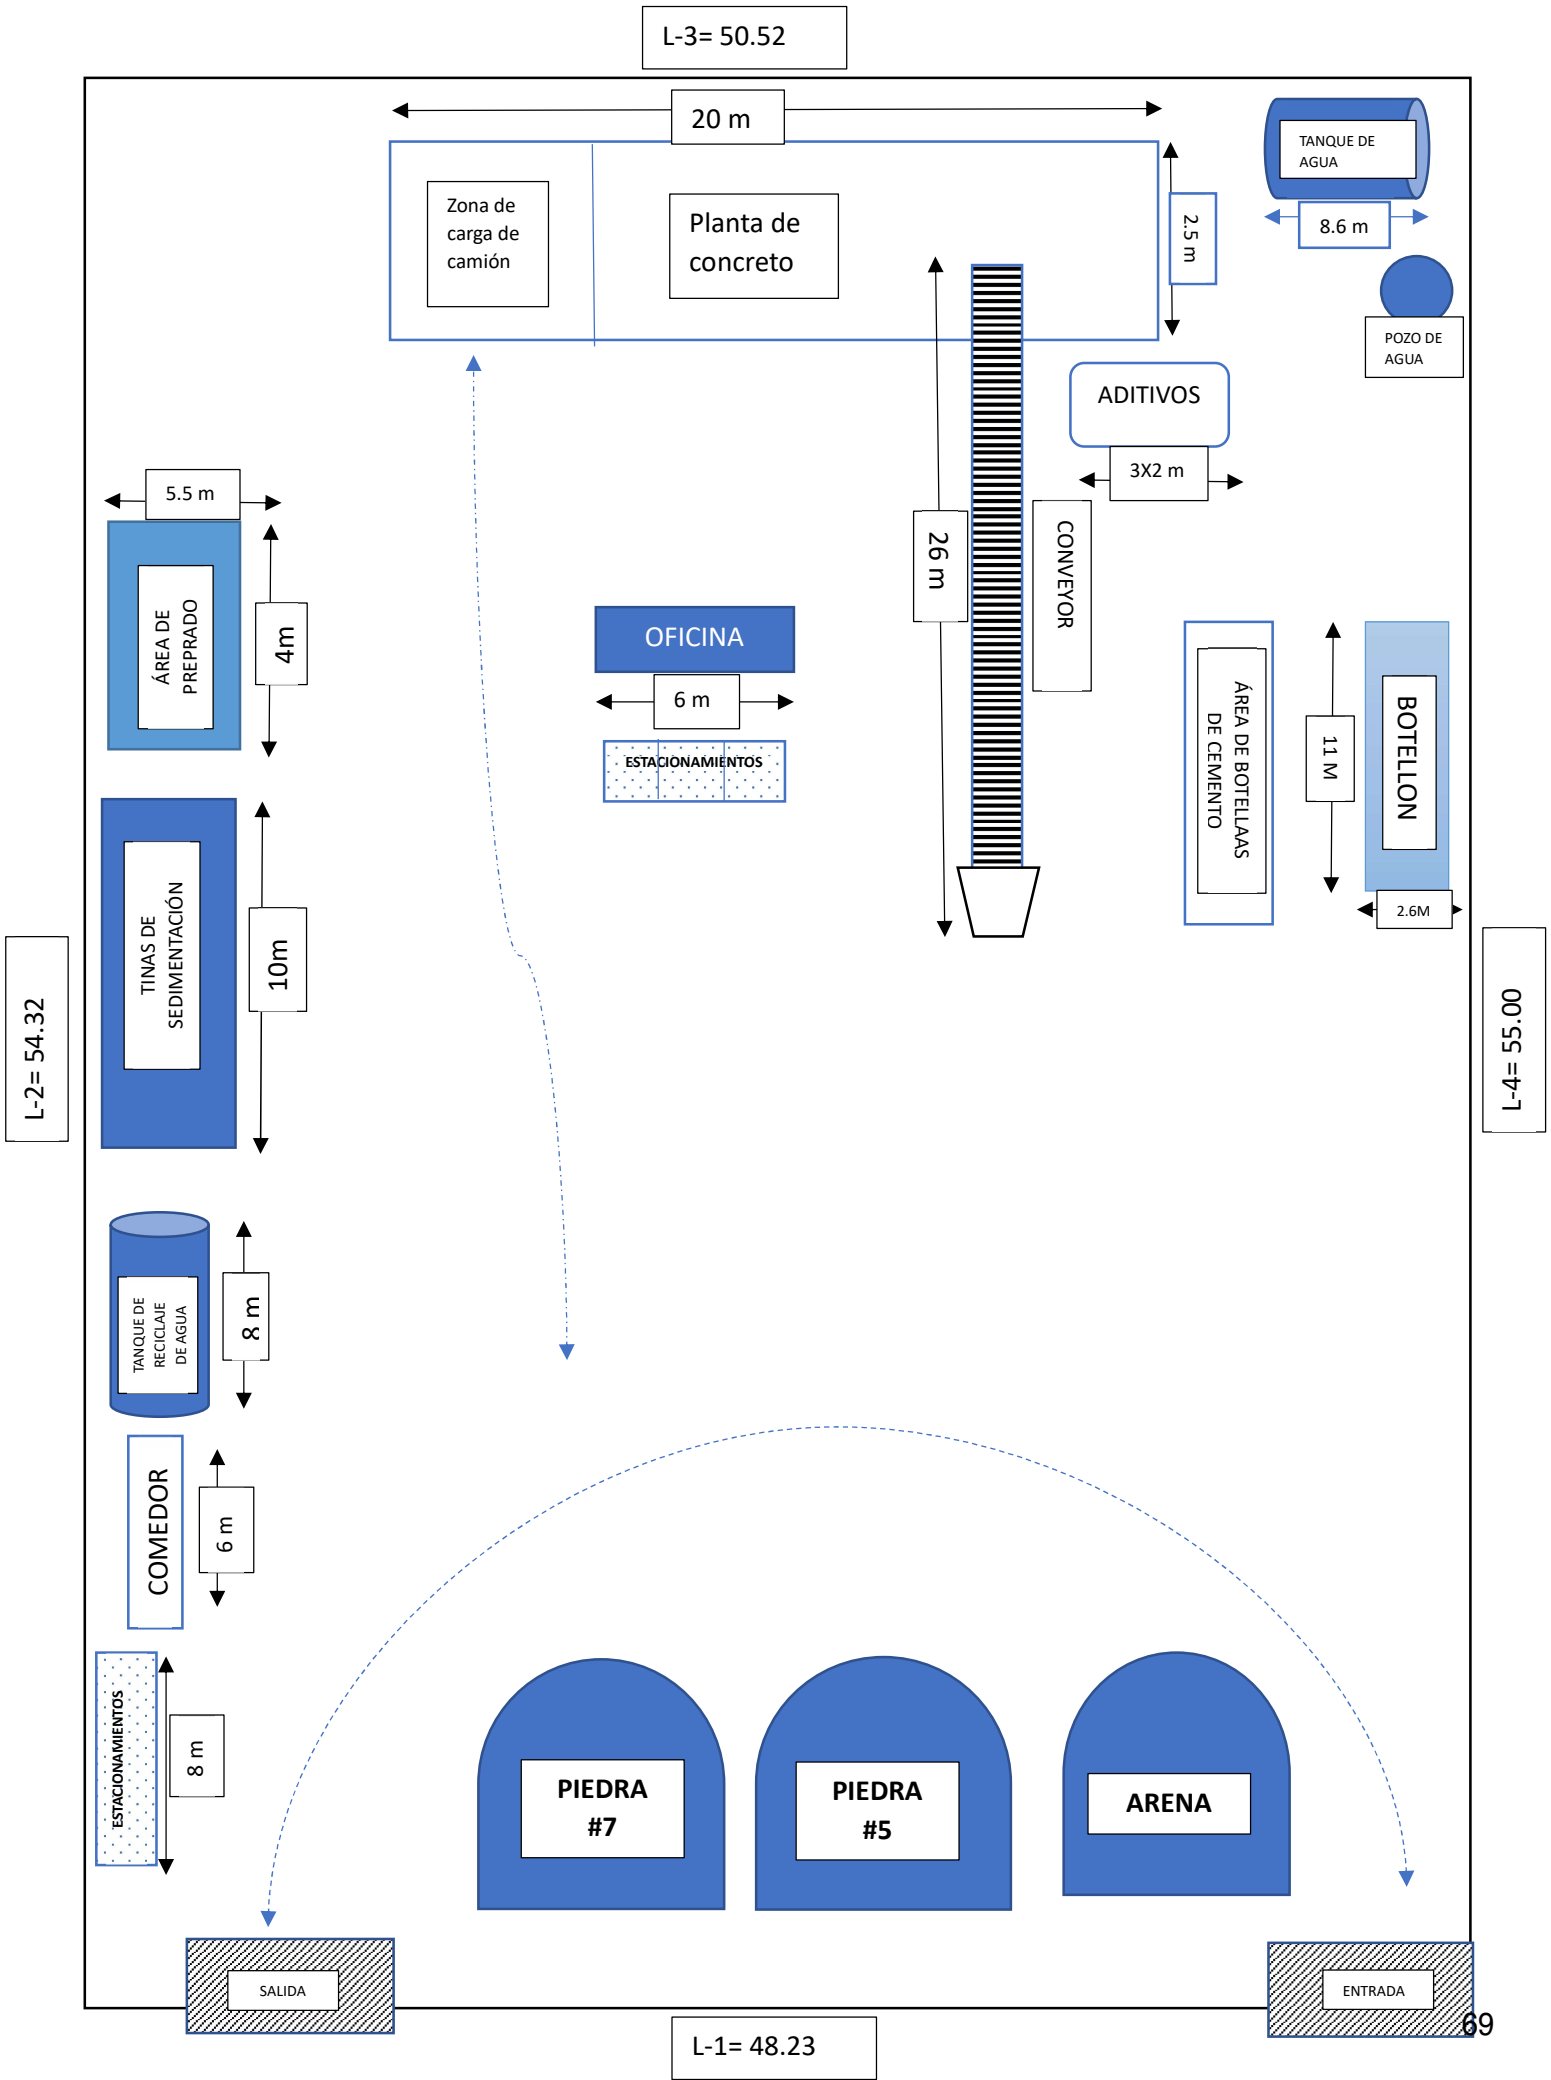 L-3= 50.52
20 m
TANQUE DE
AGUA
Zona de
carga de
camión
Planta de
concreto
2.5 m
8.6 m
POZO DE
AGUA
ADITIVOS
3X2 m
5.5 m
26 m
CONVEYOR
ÁREA DE
PREPRADO
4m
OFICINA
6 m
ESTACIONAMIENTOS
ÁREA DE BOTELLAAS
DE CEMENTO
11 M
BOTELLON
2.6M
TINAS DE
SEDIMENTACIÓN
10m
L-2= 54.32
L-4= 55.00
TANQUE DE
RECICLAJE
DE AGUA
8 m
COMEDOR
6 m
ESTACIONAMIENTOS
8 m
PIEDRA
#7
PIEDRA
#5
ARENA
SALIDA
ENTRADA
69
L-1= 48.23